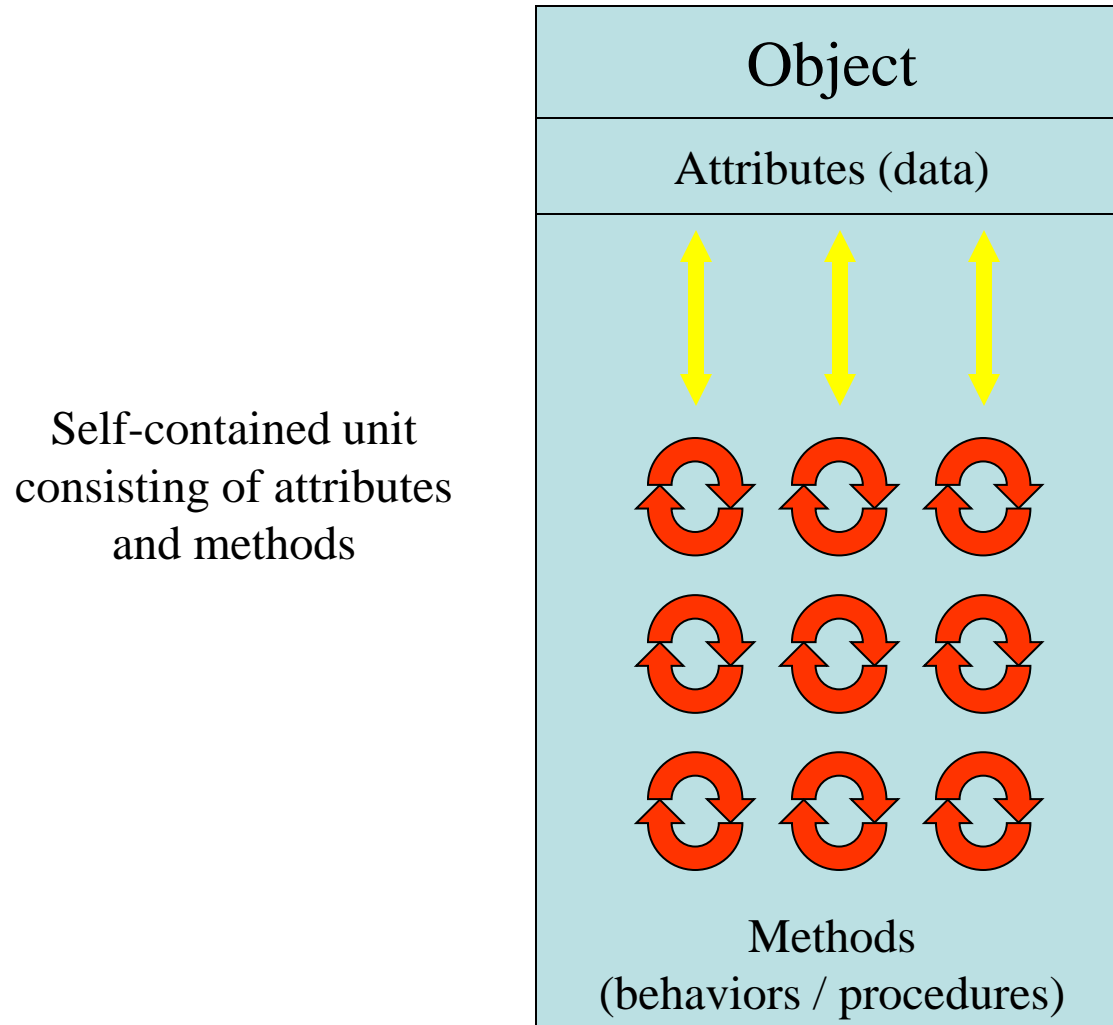 Object
Attributes (data)
Self-contained unit
consisting of attributes
and methods
Methods
(behaviors / procedures)